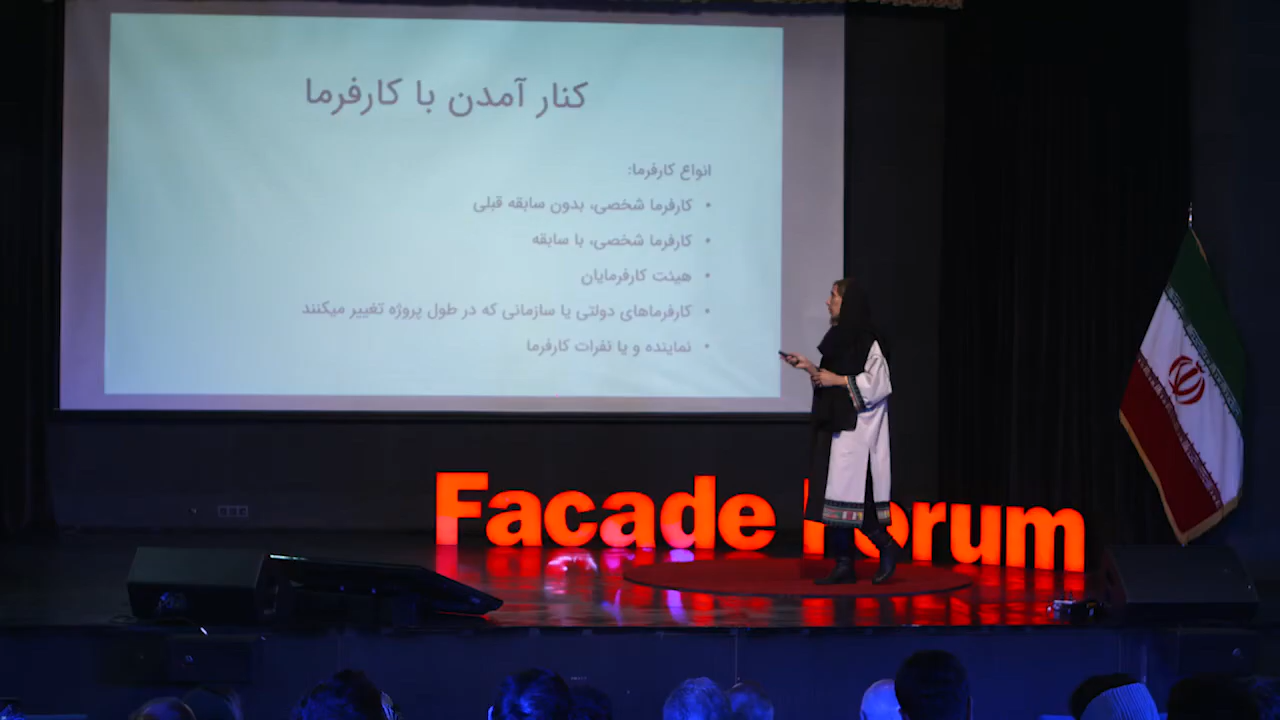 کنار آمدن با کارفرما
انواع کارفرما:
• کارفرما شخصی، بدون سابقه قبلی
• کارفرما شخصی، با سابقه
• هیئت کارفرمایان
• کارفرماهای دولتی یا سازمانی که در طول پروژه تغییر میکنند
• نماینده و یا نفرات کارفرما
Facade Forum